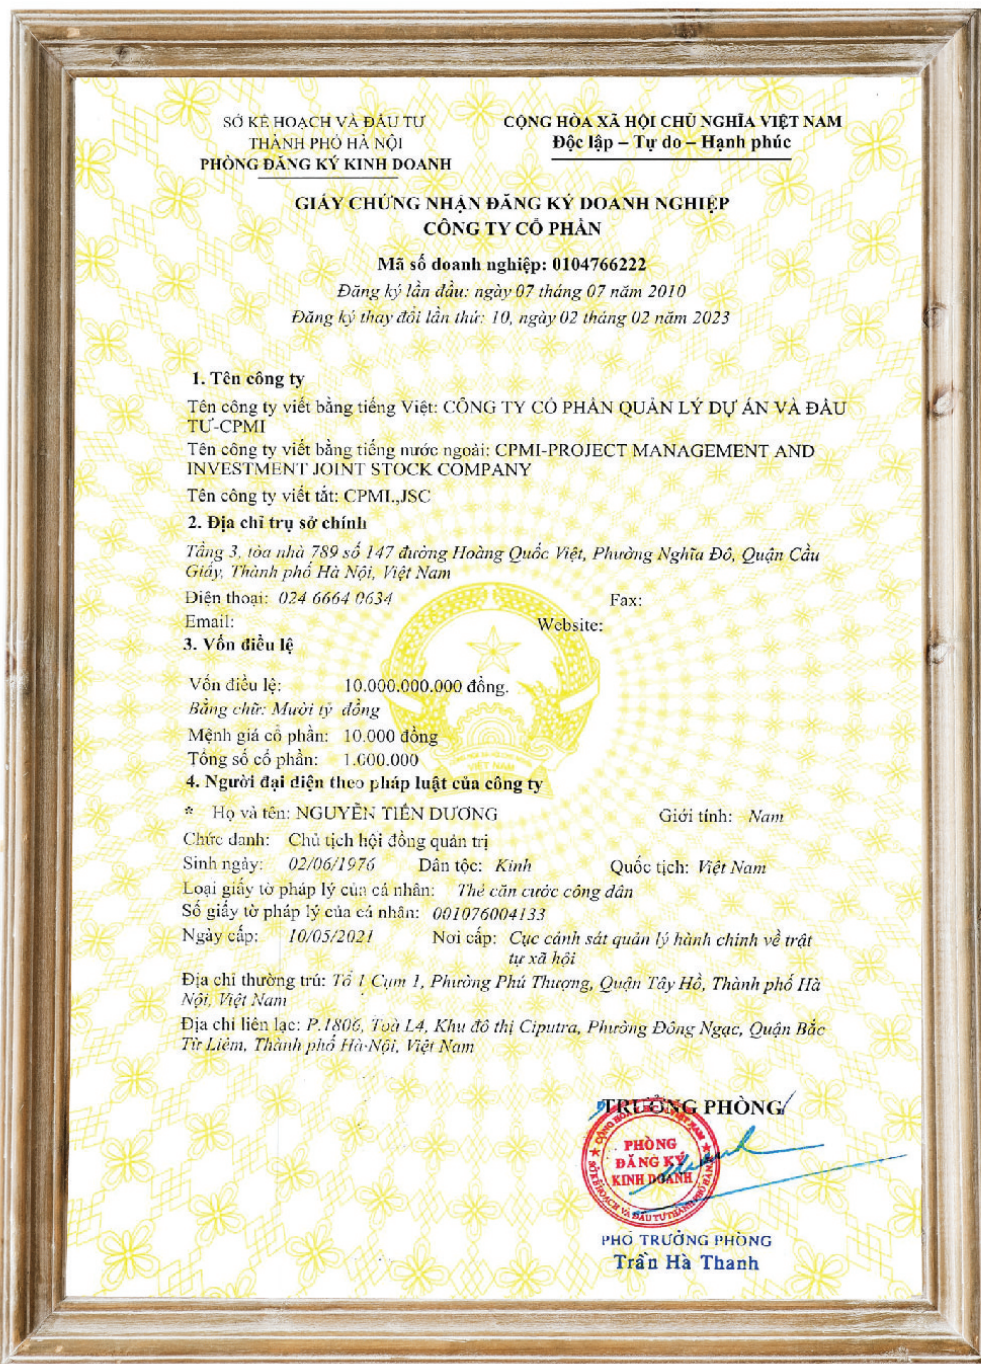 SỞ KẾ HOẠCH VÀ ĐẦU TƯ
THÀNH PHỐ HÀ NỘI
PHÒNG ĐĂNG KÝ KINH DOANH
CỘNG HÒA XÃ HỘI CHỦ NGHĨA VIỆT NAM
Độc lập – Tự do – Hạnh phúc
GIẤY CHỨNG NHẬN ĐĂNG KÝ DOANH NGHIỆP
CÔNG TY CỔ PHẦN
Mã số doanh nghiệp: 0104766222
Đăng ký lần đầu: ngày 07 tháng 07 năm 2010
Đăng ký thay đổi lần thứ: 10, ngày 02 tháng 02 năm 2023
1. Tên công ty
Tên công ty viết bằng tiếng Việt: CÔNG TY CỔ PHẦN QUẢN LÝ DỰ ÁN VÀ ĐẦU
TƯ-CPMI
Tên công ty viết bằng tiếng nước ngoài: CPMI-PROJECT MANAGEMENT AND
INVESTMENT JOINT STOCK COMPANY
Tên công ty viết tắt: CPMI.,JSC
2. Địa chỉ trụ sở chính
Tầng 3, tòa nhà 789 số 147 đường Hoàng Quốc Việt, Phường Nghĩa Đô, Quận Cầu
Giấy, Thành phố Hà Nội, Việt Nam
Điện thoại: 024 6664 0634 Fax:
Email: Website:
3. Vốn điều lệ
Vốn điều lệ: 10.000.000.000 đồng.
Bằng chữ: Mười tỷ đồng
Mệnh giá cổ phần: 10.000 đồng
Tổng số cổ phần: 1.000.000
VIỆT NAM
4. Người đại diện theo pháp luật của công ty
* Họ và tên: NGUYỄN TIẾN DƯƠNG Giới tính: Nam
Chức danh: Chủ tịch hội đồng quản trị
Sinh ngày: 02/06/1976 Dân tộc: Kinh Quốc tịch: Việt Nam
Loại giấy tờ pháp lý của cá nhân: Thẻ căn cước công dân
Số giấy tờ pháp lý của cá nhân: 001076004133
Ngày cấp: 10/05/2021 Nơi cấp: Cục cảnh sát quản lý hành chính về trật
tự xã hội
Địa chỉ thường trú: Tổ 1 Cụm 1, Phường Phú Thượng, Quận Tây Hồ, Thành phố Hà
Nội, Việt Nam
Địa chỉ liên lạc: P.1806, Toà L4, Khu đô thị Ciputra, Phường Đông Ngạc, Quận Bắc
Từ Liêm, Thành phố Hà Nội, Việt Nam
TRƯỞNG PHÒNG
CỘNG HÒA VIỆT NAM
PHÒNG
ĐĂNG KÝ
KINH DOANH
SỞ KẾ HOẠCH VÀ ĐẦU TƯ THÀNH PHỐ HÀ NỘI
PHÓ TRƯỞNG PHÒNG
Trần Hà Thanh